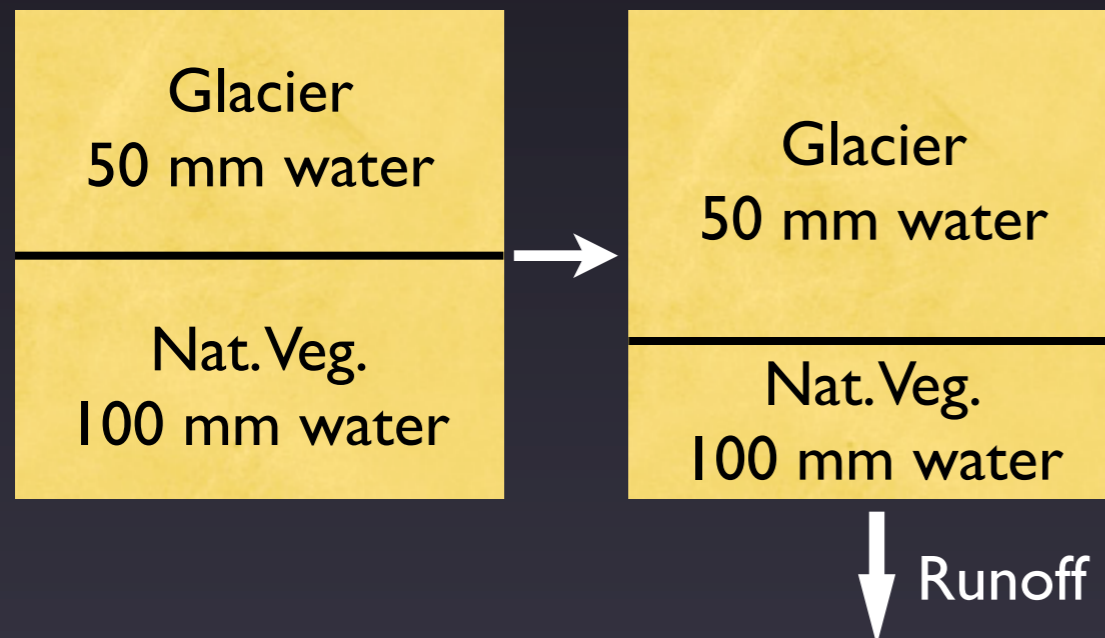 Glacier
50 mm water
Nat. Veg.
100 mm water
Glacier
50 mm water
Nat. Veg.
100 mm water
Runoff